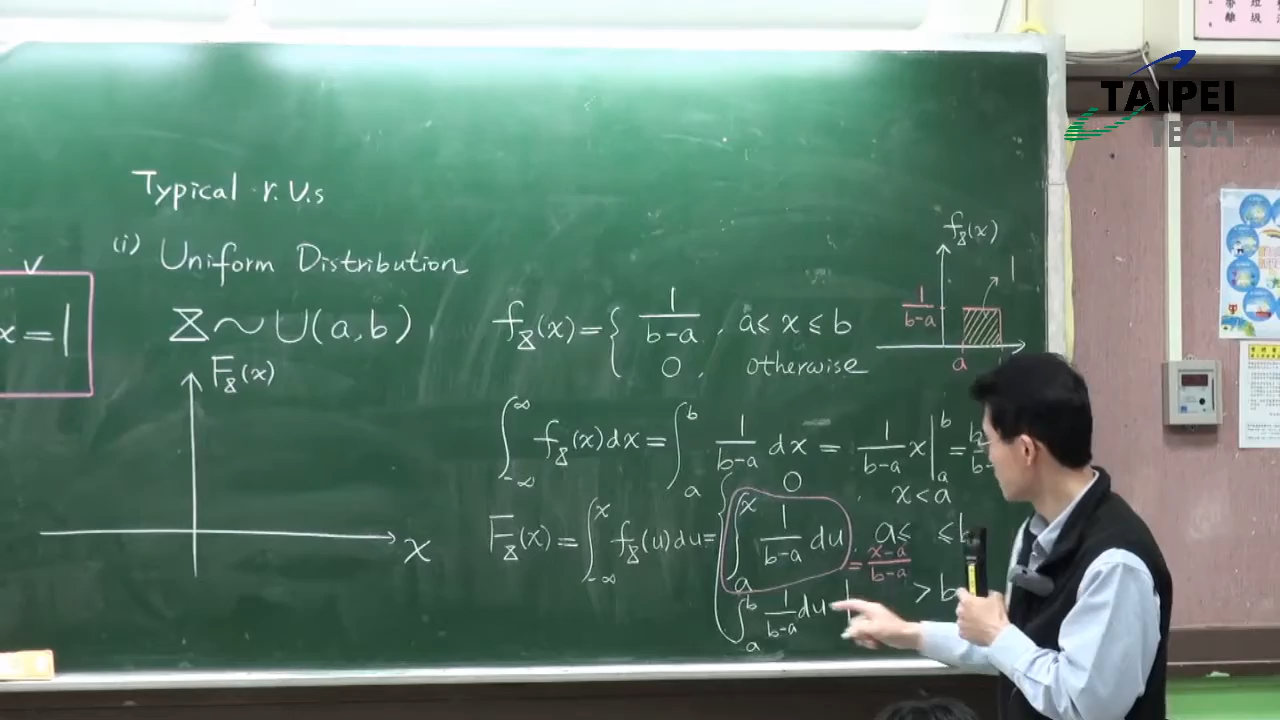 TAIPEI
TECH
Typical r.v.s
(i) Uniform Distribution
X ~ U(a,b)
x = 1
F_X(x)
x
f_X(x) = { 1/(b-a), a ≤ x ≤ b
0, otherwise
f_X(x)
1
1/(b-a)
a
∫_{-∞}^{∞} f_X(x)dx = ∫_a^b 1/(b-a) dx = 1/(b-a) x |_a^b =
F_X(x) = ∫_{-∞}^x f_X(u)du = { 0, x < a
∫_a^x 1/(b-a) du = (x-a)/(b-a), a ≤ ≤ b
∫_a^b 1/(b-a) du 1 > b